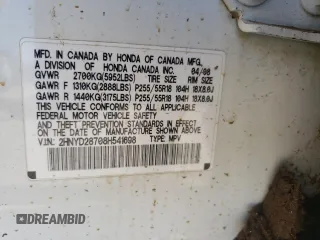 MFD. IN CANADA BY HONDA OF CANADA MFG.,
A DIVISION OF HONDA CANADA INC. 04/08
GVWR 2700KG(5952LBS) TIRE SIZE RIM SIZE
GAWR F 1310KG(2888LBS) P255/55R18 104H 18X8.0J
GAWR R 1440KG(3175LBS) P255/55R18 104H 18X8.0J
THIS VEHICLE CONFORMS TO ALL APPLICABLE
FEDERAL MOTOR VEHICLE SAFETY
AND THEFT PREVENTION STANDARDS IN EFFECT
ON THE DATE OF MANUFACTURE SHOWN ABOVE.
V.I.N.: 2HNYD28708H541698 TYPE: MPV
DREAMBID.COM